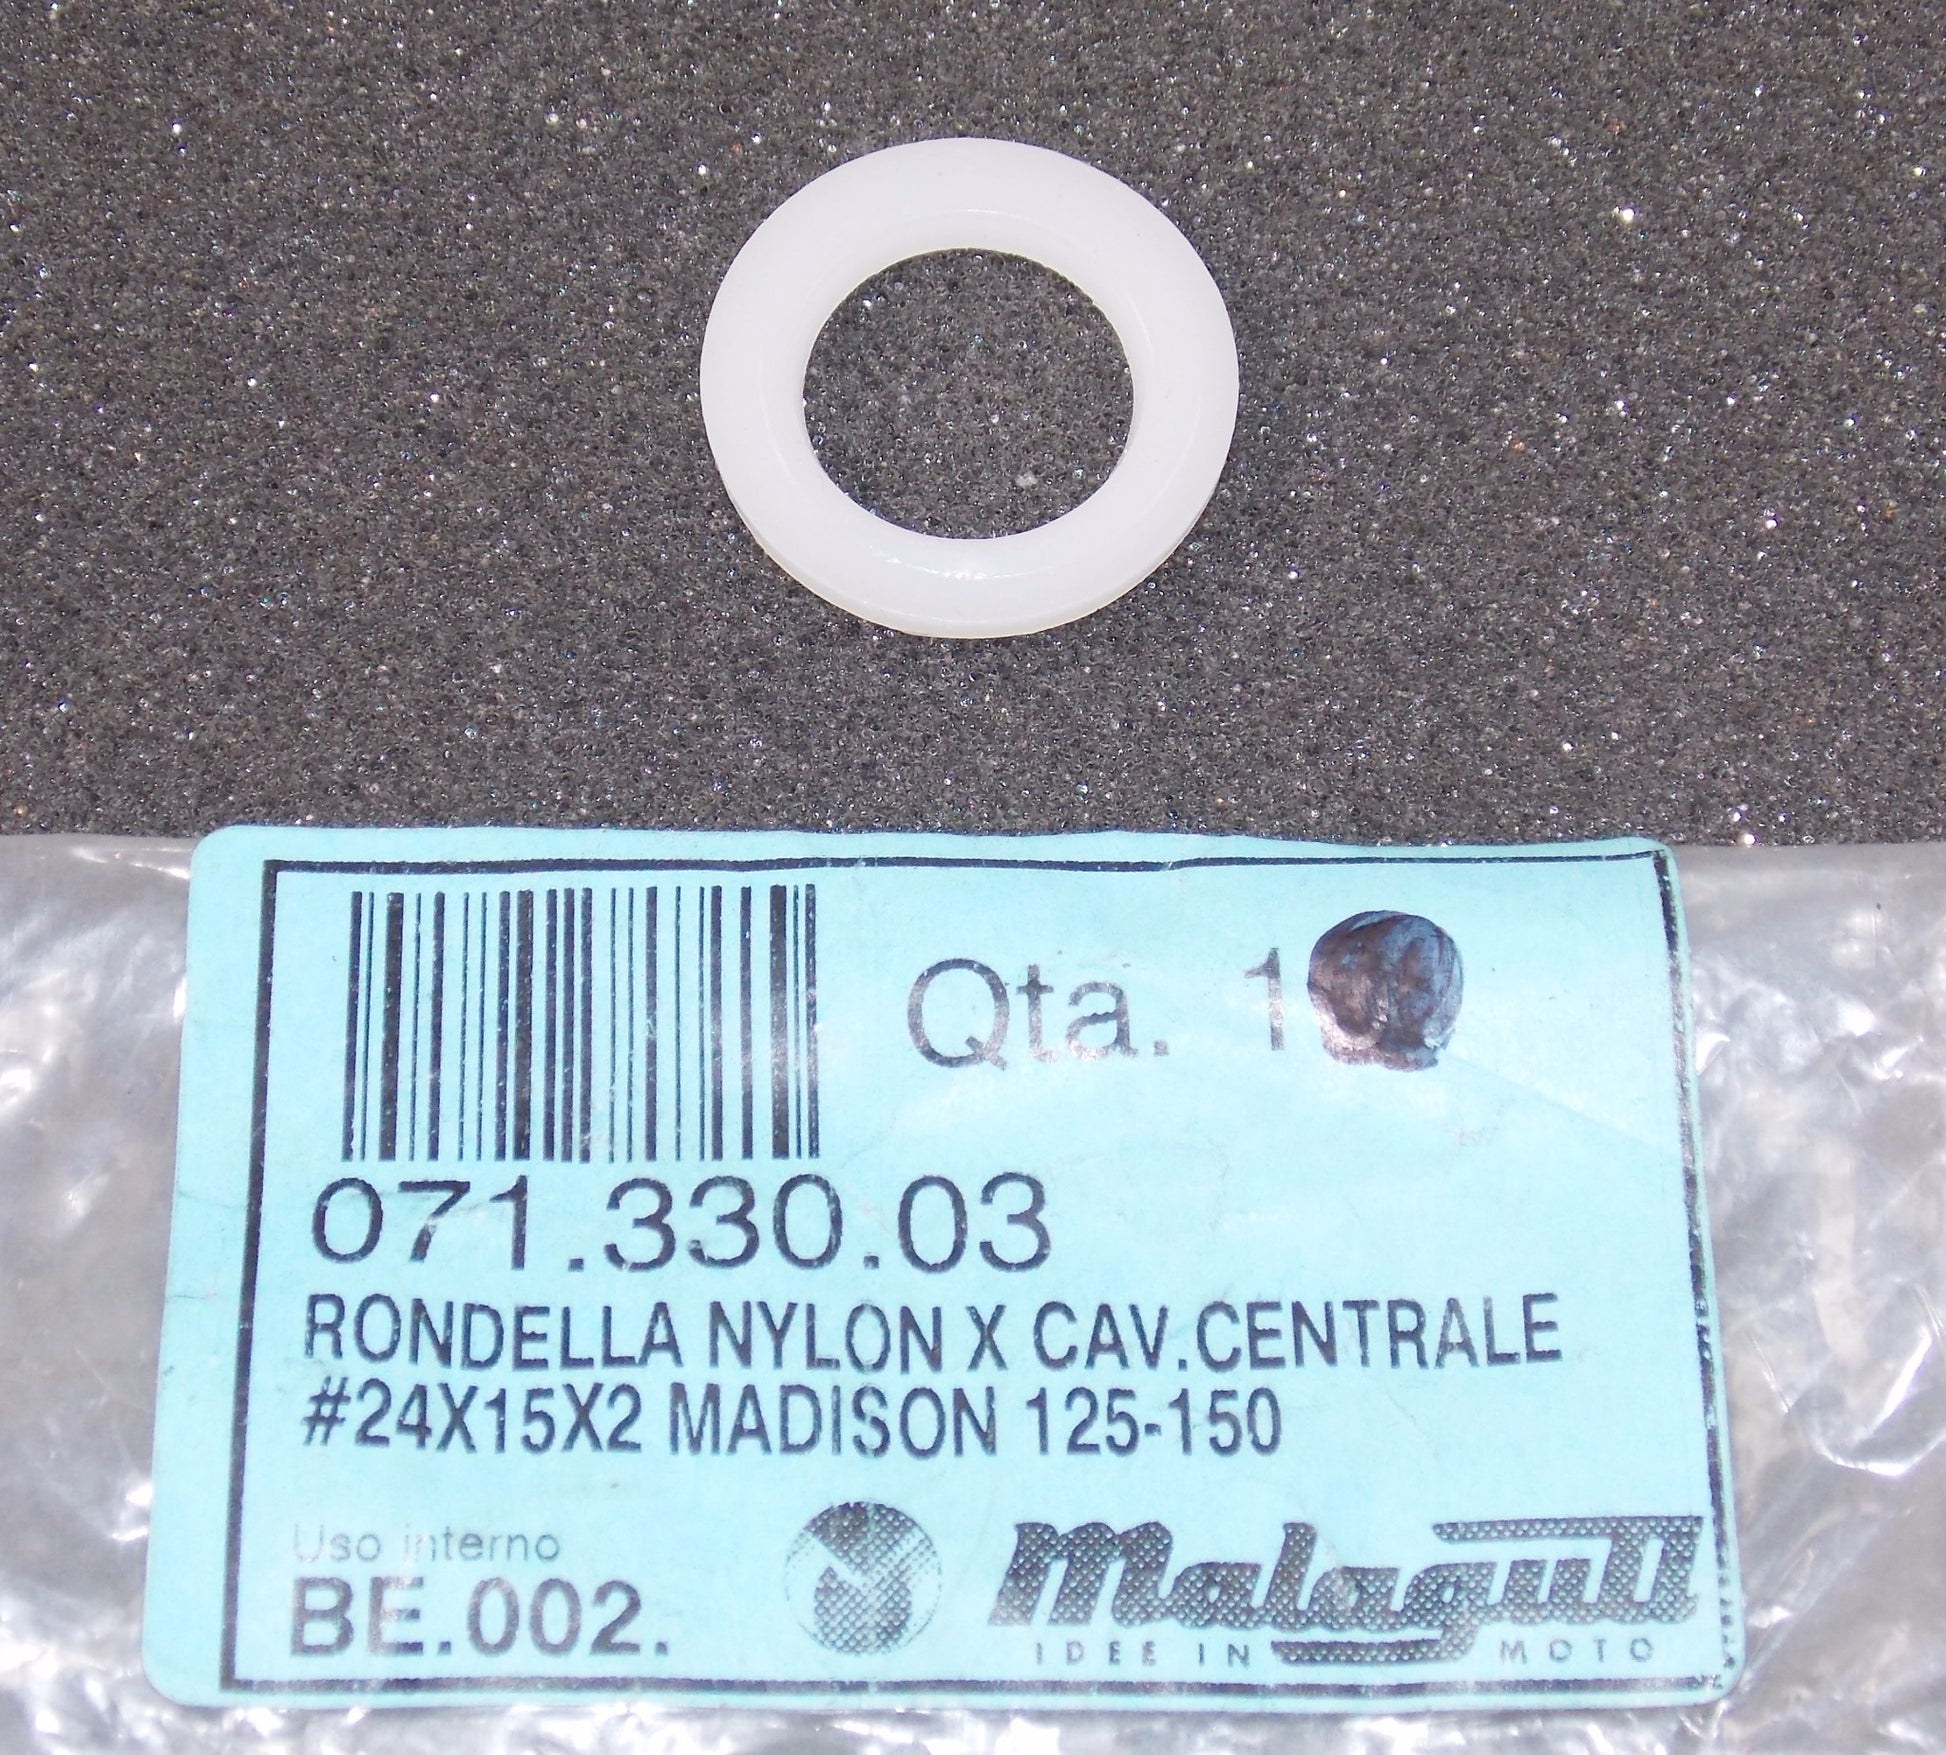 Qta. 1
071.330.03
RONDELLA NYLON X CAV.CENTRALE
#24X15X2 MADISON 125-150
Uso interno
BE.002.
Malaguti
IDEE IN MOTO